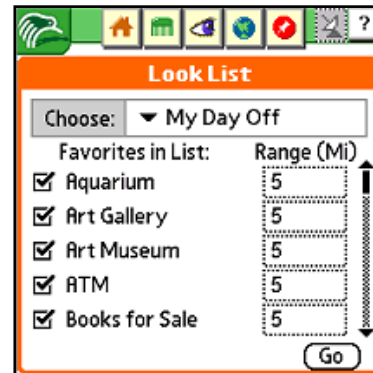 ?
Look List
Choose: My Day Off
Favorites in List: Range (Mi)
Aquarium 5
Art Gallery 5
Art Museum 5
ATM 5
Books for Sale 5
Go